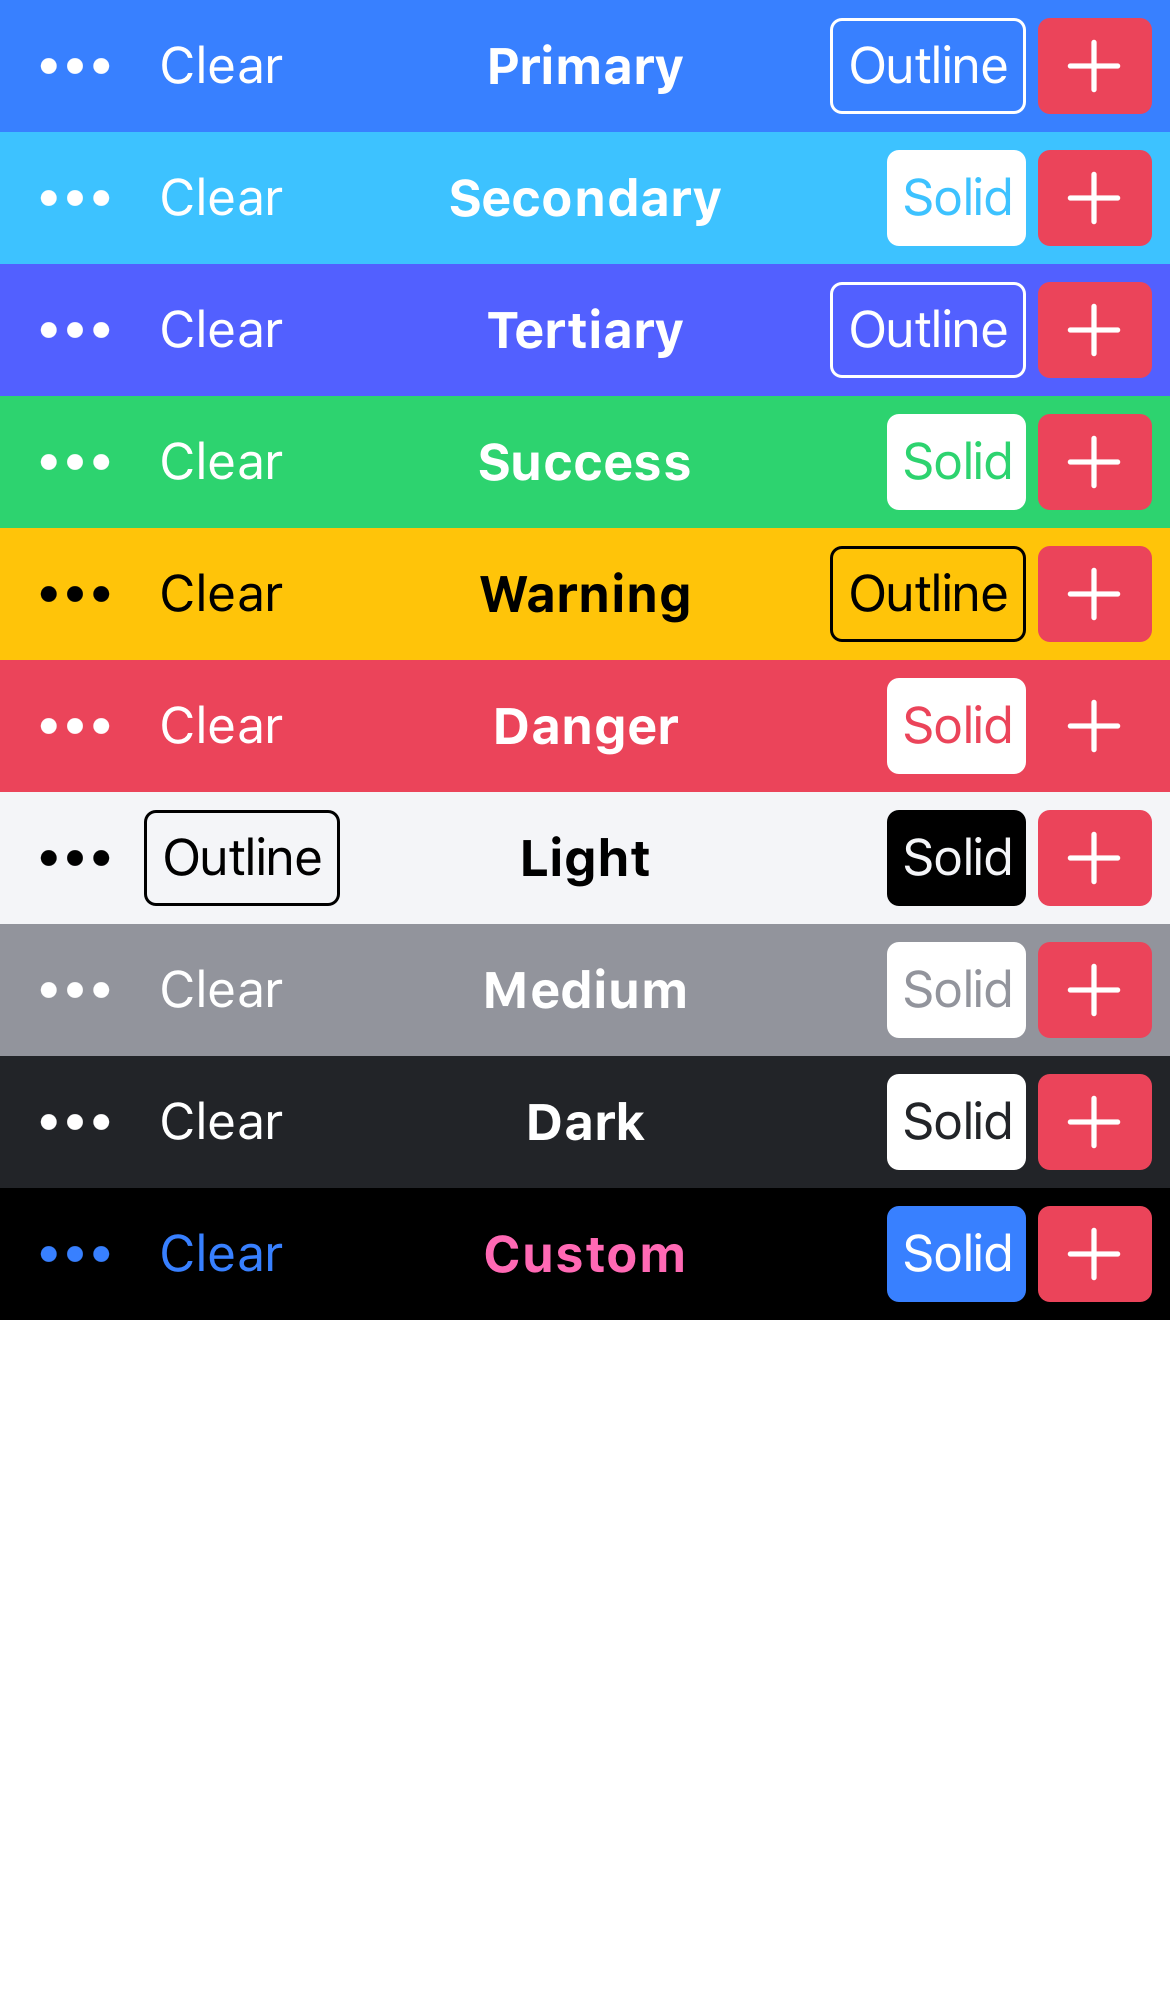 Clear Primary Outline
Clear Secondary Solid
Clear Tertiary Outline
Clear Success Solid
Clear Warning Outline
Clear Danger Solid
Outline Light Solid
Clear Medium Solid
Clear Dark Solid
Clear Custom Solid